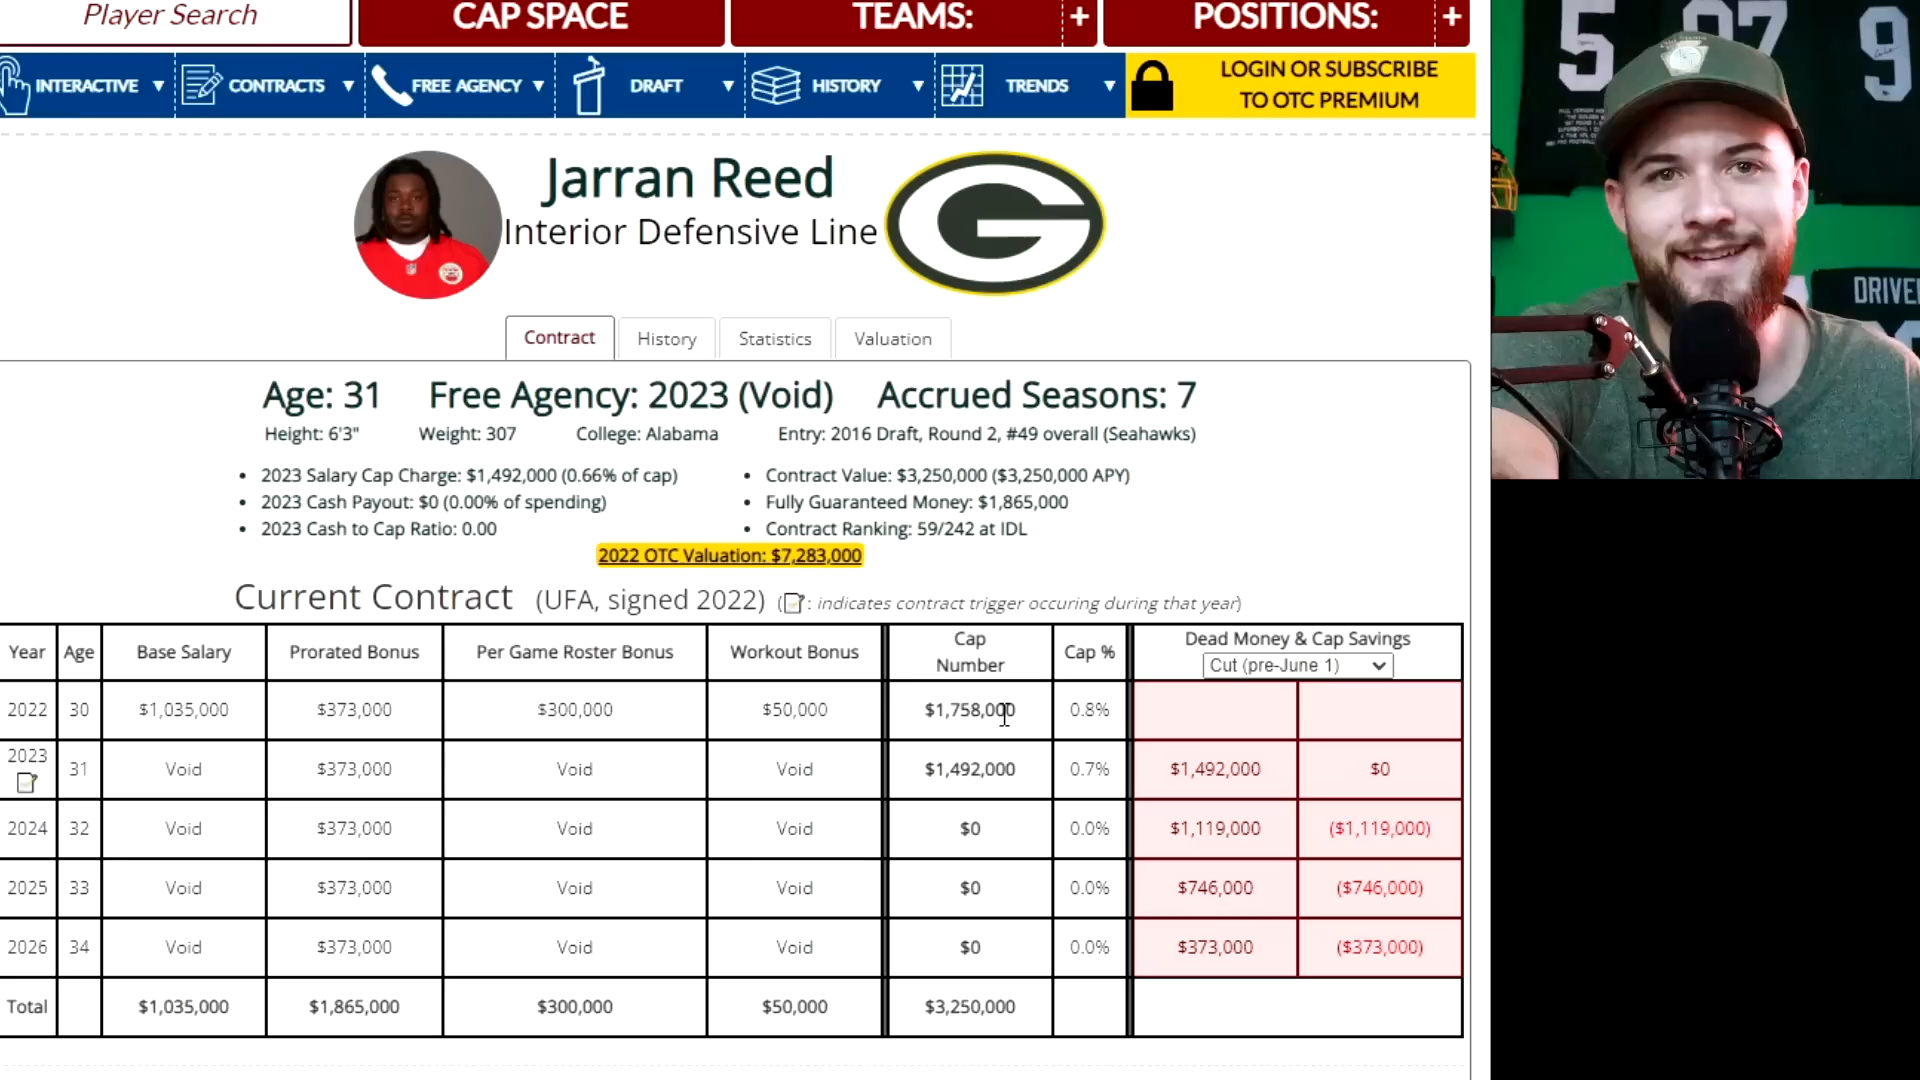 Player Search
CAP SPACE
TEAMS: +
POSITIONS: +
INTERACTIVE ▼
CONTRACTS ▼
FREE AGENCY ▼
DRAFT ▼
HISTORY ▼
TRENDS ▼
LOGIN OR SUBSCRIBE
TO OTC PREMIUM
5 97 9
DRIVE
Jarran Reed
Interior Defensive Line
G
Contract History Statistics Valuation
Age: 31 Free Agency: 2023 (Void) Accrued Seasons: 7
Height: 6'3" Weight: 307 College: Alabama Entry: 2016 Draft, Round 2, #49 overall (Seahawks)
• 2023 Salary Cap Charge: $1,492,000 (0.66% of cap)
• 2023 Cash Payout: $0 (0.00% of spending)
• 2023 Cash to Cap Ratio: 0.00
• Contract Value: $3,250,000 ($3,250,000 APY)
• Fully Guaranteed Money: $1,865,000
• Contract Ranking: 59/242 at IDL
2022 OTC Valuation: $7,283,000
Current Contract (UFA, signed 2022) ( : indicates contract trigger occuring during that year)
Year Age Base Salary Prorated Bonus Per Game Roster Bonus Workout Bonus Cap Number Cap % Dead Money & Cap Savings
Cut (pre-June 1)
2022 30 $1,035,000 $373,000 $300,000 $50,000 $1,758,000 0.8%
2023 31 Void $373,000 Void Void $1,492,000 0.7% $1,492,000 $0
2024 32 Void $373,000 Void Void $0 0.0% $1,119,000 ($1,119,000)
2025 33 Void $373,000 Void Void $0 0.0% $746,000 ($746,000)
2026 34 Void $373,000 Void Void $0 0.0% $373,000 ($373,000)
Total $1,035,000 $1,865,000 $300,000 $50,000 $3,250,000